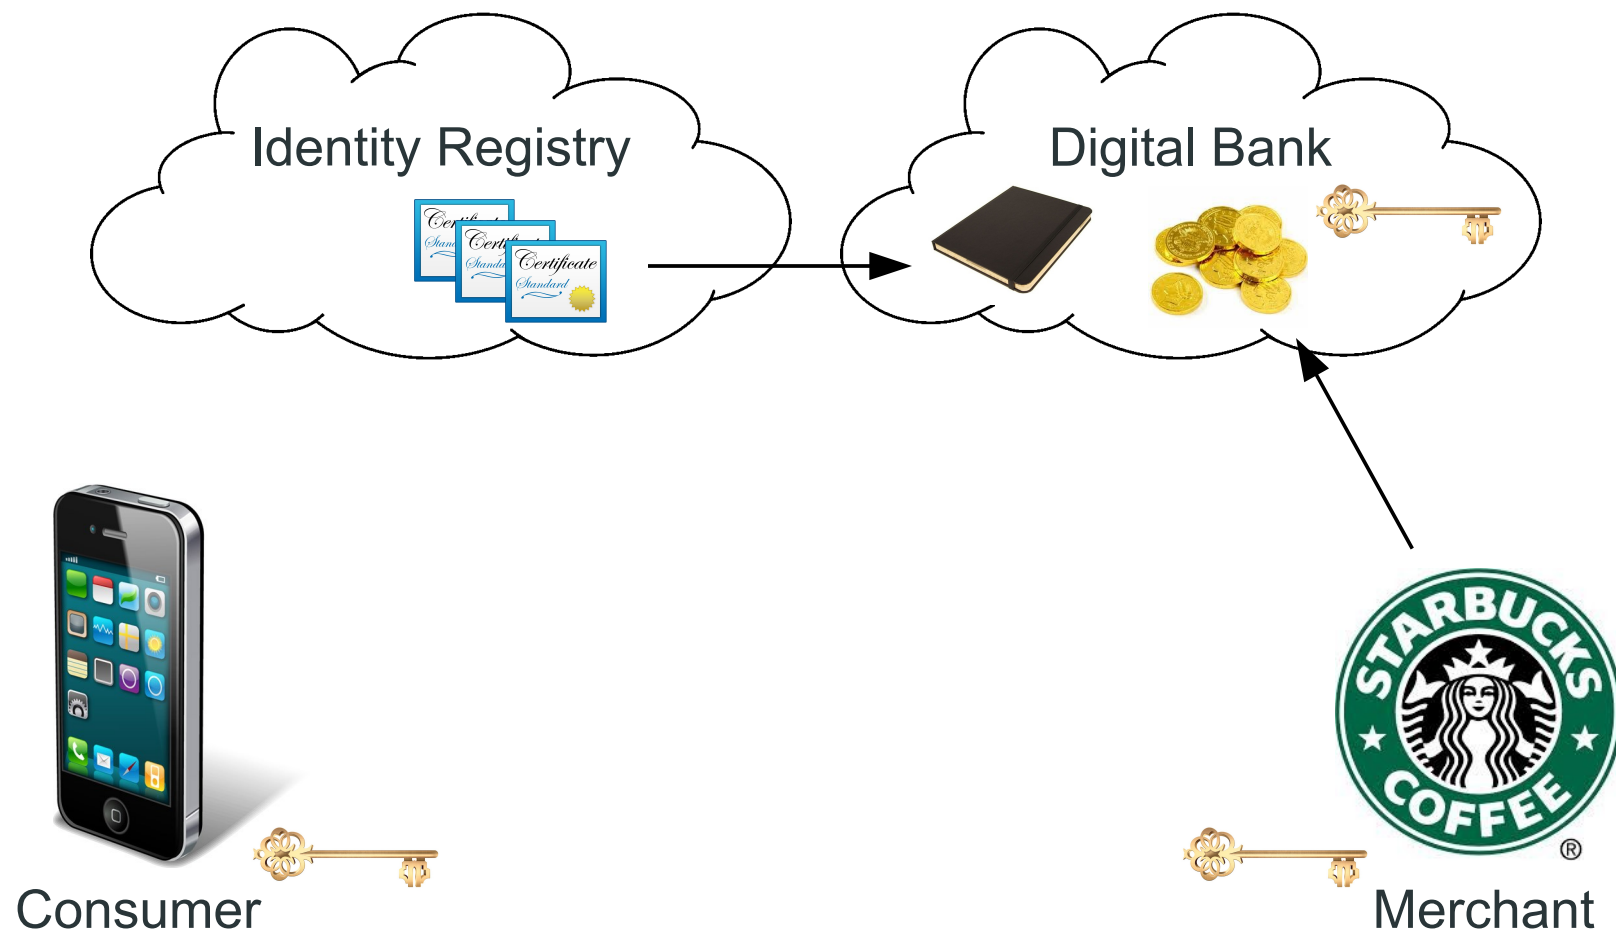 Identity Registry
Digital Bank
Certificate
Standard
STARBUCKS
COFFEE
®
Consumer
Merchant